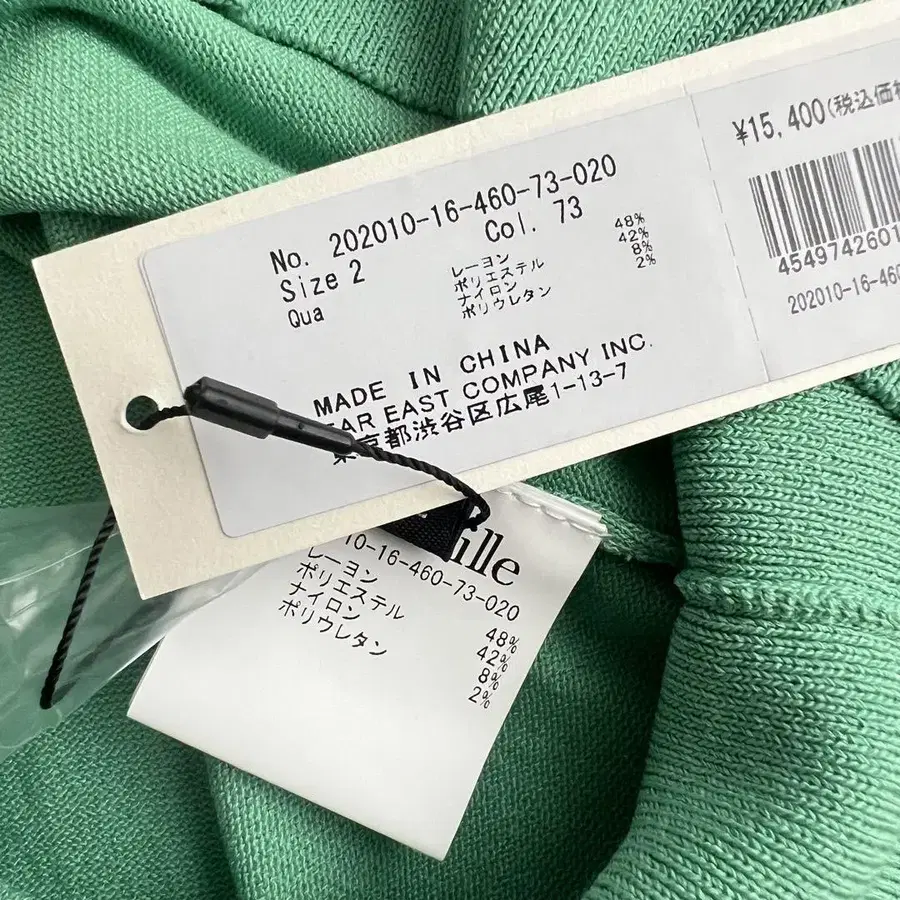 No. 202010-16-460-73-020
Size 2 Col. 73
Qua レーヨン 48%
ポリエステル 42%
ナイロン 8%
ポリウレタン 2%
MADE IN CHINA
FAR EAST COMPANY INC.
東京都渋谷区広尾1-13-7
¥15,400(税込価格
4549742601
202010-16-460
ille
10-16-460-73-020
レーヨン 48%
ポリエステル 42%
ナイロン 8%
ポリウレタン 2%